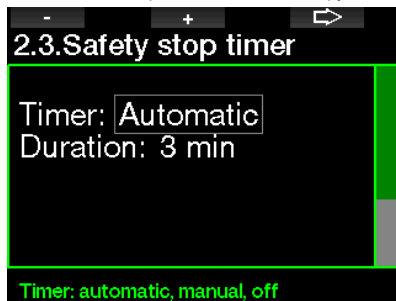 - +
2.3.Safety stop timer
Timer: Automatic
Duration: 3 min
Timer: automatic, manual, off